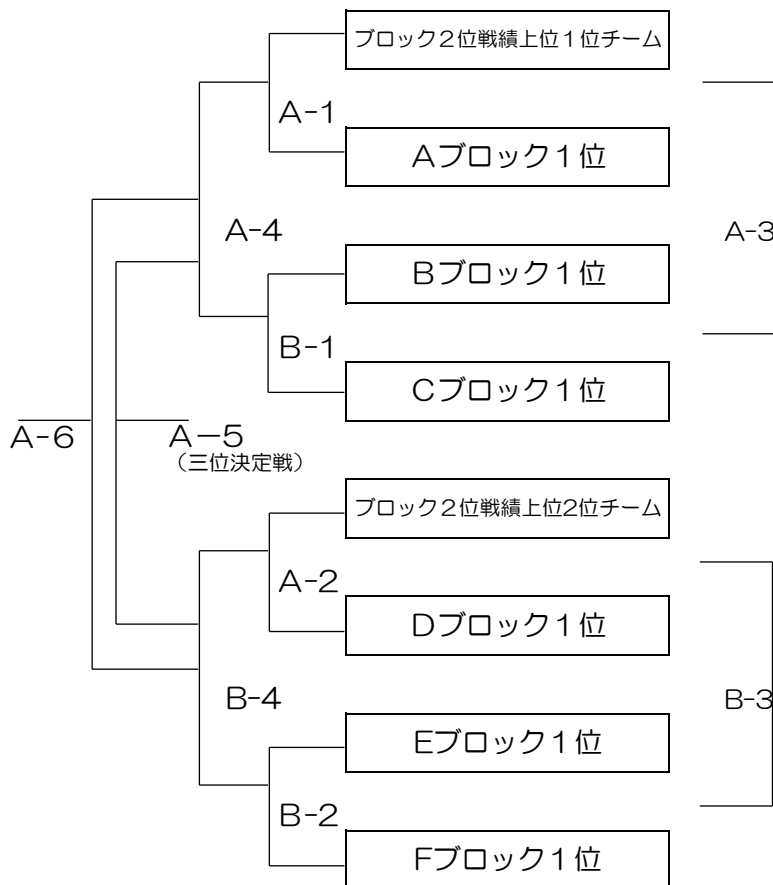 ブロック２位戦績上位１位チーム
A-1
Aブロック１位
A-4
A-3
Bブロック１位
B-1
Cブロック１位
A-6
A－5
（三位決定戦）
ブロック２位戦績上位2位チーム
A-2
Dブロック１位
B-4
B-3
Eブロック１位
B-2
Fブロック１位